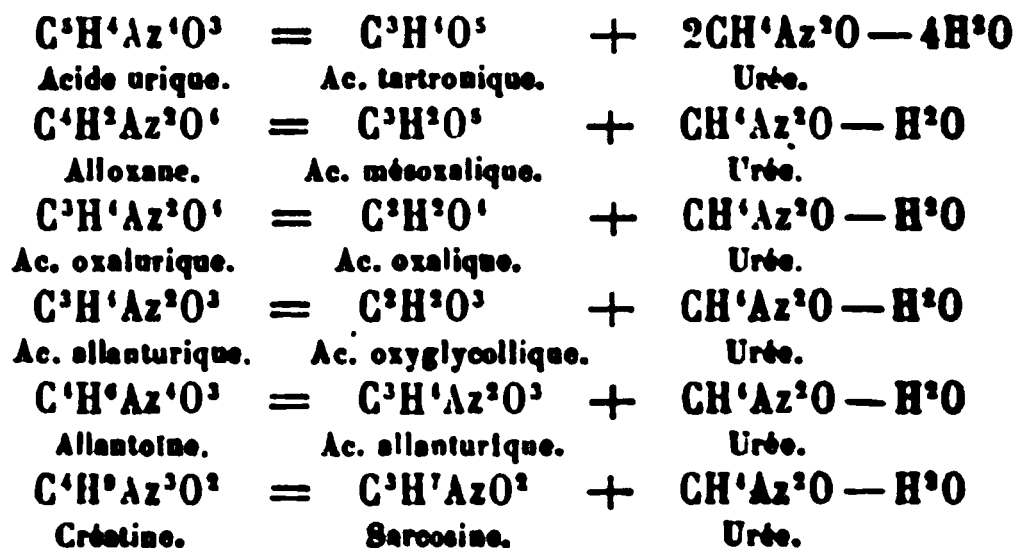 C⁵H⁴Az⁴O³ = C³H⁴O⁵ + 2CH⁴Az²O — 4H²O
Acide urique. Ac. tartronique. Urée.
C⁴H²Az²O⁴ = C³H²O⁵ + CH⁴Az²O — H²O
Alloxane. Ac. mésoxalique. Urée.
C³H⁴Az²O⁴ = C²H²O⁴ + CH⁴Az²O — H²O
Ac. oxalurique. Ac. oxalique. Urée.
C³H⁴Az²O³ = C²H²O³ + CH⁴Az²O — H²O
Ac. allanturique. Ac. oxyglycollique. Urée.
C⁴H⁶Az⁴O³ = C³H⁴Az²O³ + CH⁴Az²O — H²O
Allantoïne. Ac. allanturique. Urée.
C⁴H⁹Az³O² = C³H⁷AzO² + CH⁴Az²O — H²O
Créatine. Sarcosine. Urée.